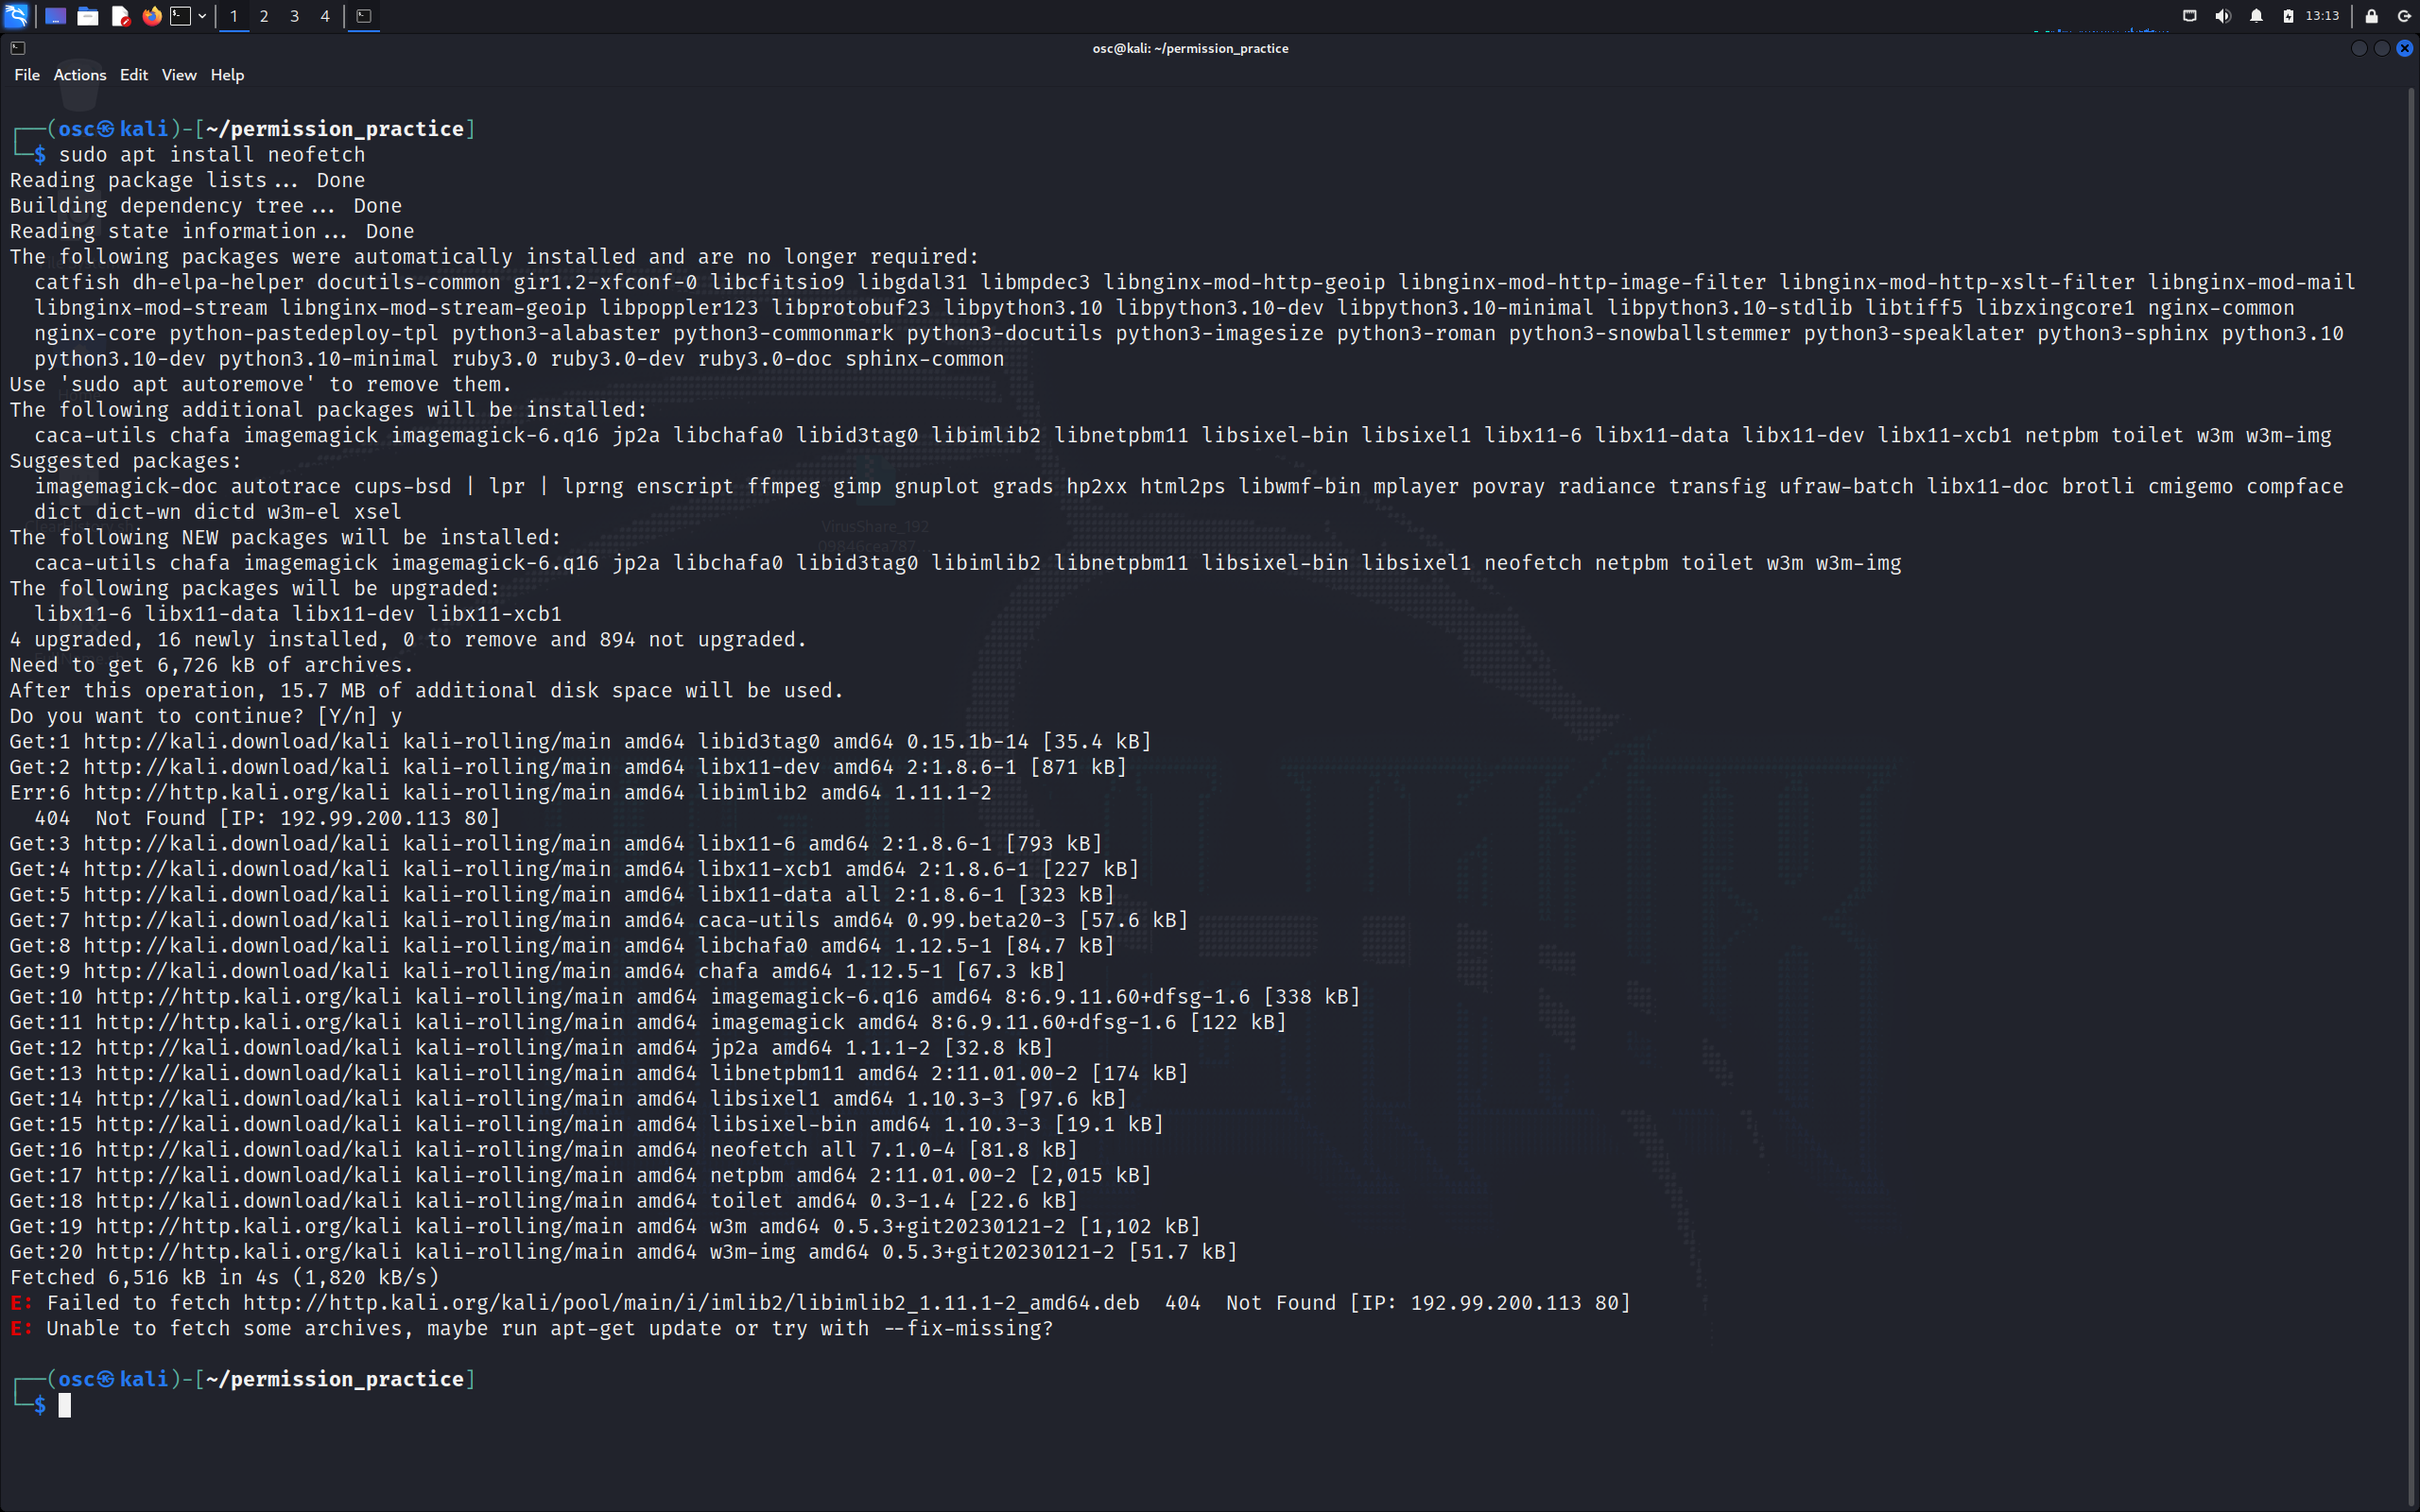 1 2 3 4
13:13
osc@kali: ~/permission_practice
File Actions Edit View Help
┌──(osc㉿kali)-[~/permission_practice]
└─$ sudo apt install neofetch
Reading package lists... Done
Building dependency tree... Done
Reading state information... Done
The following packages were automatically installed and are no longer required:
catfish dh-elpa-helper docutils-common gir1.2-xfconf-0 libcfitsio9 libgdal31 libmpdec3 libnginx-mod-http-geoip libnginx-mod-http-image-filter libnginx-mod-http-xslt-filter libnginx-mod-mail
libnginx-mod-stream libnginx-mod-stream-geoip libpoppler123 libprotobuf23 libpython3.10 libpython3.10-dev libpython3.10-minimal libpython3.10-stdlib libtiff5 libzxingcore1 nginx-common
nginx-core python-pastedeploy-tpl python3-alabaster python3-commonmark python3-docutils python3-imagesize python3-roman python3-snowballstemmer python3-speaklater python3-sphinx python3.10
python3.10-dev python3.10-minimal ruby3.0 ruby3.0-dev ruby3.0-doc sphinx-common
Use 'sudo apt autoremove' to remove them.
The following additional packages will be installed:
caca-utils chafa imagemagick imagemagick-6.q16 jp2a libchafa0 libid3tag0 libimlib2 libnetpbm11 libsixel-bin libsixel1 libx11-6 libx11-data libx11-dev libx11-xcb1 netpbm toilet w3m w3m-img
Suggested packages:
imagemagick-doc autotrace cups-bsd | lpr | lprng enscript ffmpeg gimp gnuplot grads hp2xx html2ps libwmf-bin mplayer povray radiance transfig ufraw-batch libx11-doc brotli cmigemo compface
dict dict-wn dictd w3m-el xsel
VirusShare_192
The following NEW packages will be installed:
09846cea787...
caca-utils chafa imagemagick imagemagick-6.q16 jp2a libchafa0 libid3tag0 libimlib2 libnetpbm11 libsixel-bin libsixel1 neofetch netpbm toilet w3m w3m-img
The following packages will be upgraded:
libx11-6 libx11-data libx11-dev libx11-xcb1
4 upgraded, 16 newly installed, 0 to remove and 894 not upgraded.
Need to get 6,726 kB of archives.
After this operation, 15.7 MB of additional disk space will be used.
Do you want to continue? [Y/n] y
Get:1 http://kali.download/kali kali-rolling/main amd64 libid3tag0 amd64 0.15.1b-14 [35.4 kB]
Get:2 http://kali.download/kali kali-rolling/main amd64 libx11-dev amd64 2:1.8.6-1 [871 kB]
Err:6 http://http.kali.org/kali kali-rolling/main amd64 libimlib2 amd64 1.11.1-2
404  Not Found [IP: 192.99.200.113 80]
Get:3 http://kali.download/kali kali-rolling/main amd64 libx11-6 amd64 2:1.8.6-1 [793 kB]
Get:4 http://kali.download/kali kali-rolling/main amd64 libx11-xcb1 amd64 2:1.8.6-1 [227 kB]
Get:5 http://kali.download/kali kali-rolling/main amd64 libx11-data all 2:1.8.6-1 [323 kB]
Get:7 http://kali.download/kali kali-rolling/main amd64 caca-utils amd64 0.99.beta20-3 [57.6 kB]
Get:8 http://kali.download/kali kali-rolling/main amd64 libchafa0 amd64 1.12.5-1 [84.7 kB]
Get:9 http://kali.download/kali kali-rolling/main amd64 chafa amd64 1.12.5-1 [67.3 kB]
Get:10 http://http.kali.org/kali kali-rolling/main amd64 imagemagick-6.q16 amd64 8:6.9.11.60+dfsg-1.6 [338 kB]
Get:11 http://http.kali.org/kali kali-rolling/main amd64 imagemagick amd64 8:6.9.11.60+dfsg-1.6 [122 kB]
Get:12 http://kali.download/kali kali-rolling/main amd64 jp2a amd64 1.1.1-2 [32.8 kB]
Get:13 http://kali.download/kali kali-rolling/main amd64 libnetpbm11 amd64 2:11.01.00-2 [174 kB]
Get:14 http://kali.download/kali kali-rolling/main amd64 libsixel1 amd64 1.10.3-3 [97.6 kB]
Get:15 http://kali.download/kali kali-rolling/main amd64 libsixel-bin amd64 1.10.3-3 [19.1 kB]
Get:16 http://kali.download/kali kali-rolling/main amd64 neofetch all 7.1.0-4 [81.8 kB]
Get:17 http://kali.download/kali kali-rolling/main amd64 netpbm amd64 2:11.01.00-2 [2,015 kB]
Get:18 http://kali.download/kali kali-rolling/main amd64 toilet amd64 0.3-1.4 [22.6 kB]
Get:19 http://http.kali.org/kali kali-rolling/main amd64 w3m amd64 0.5.3+git20230121-2 [1,102 kB]
Get:20 http://http.kali.org/kali kali-rolling/main amd64 w3m-img amd64 0.5.3+git20230121-2 [51.7 kB]
Fetched 6,516 kB in 4s (1,820 kB/s)
E: Failed to fetch http://http.kali.org/kali/pool/main/i/imlib2/libimlib2_1.11.1-2_amd64.deb  404  Not Found [IP: 192.99.200.113 80]
E: Unable to fetch some archives, maybe run apt-get update or try with --fix-missing?
┌──(osc㉿kali)-[~/permission_practice]
└─$